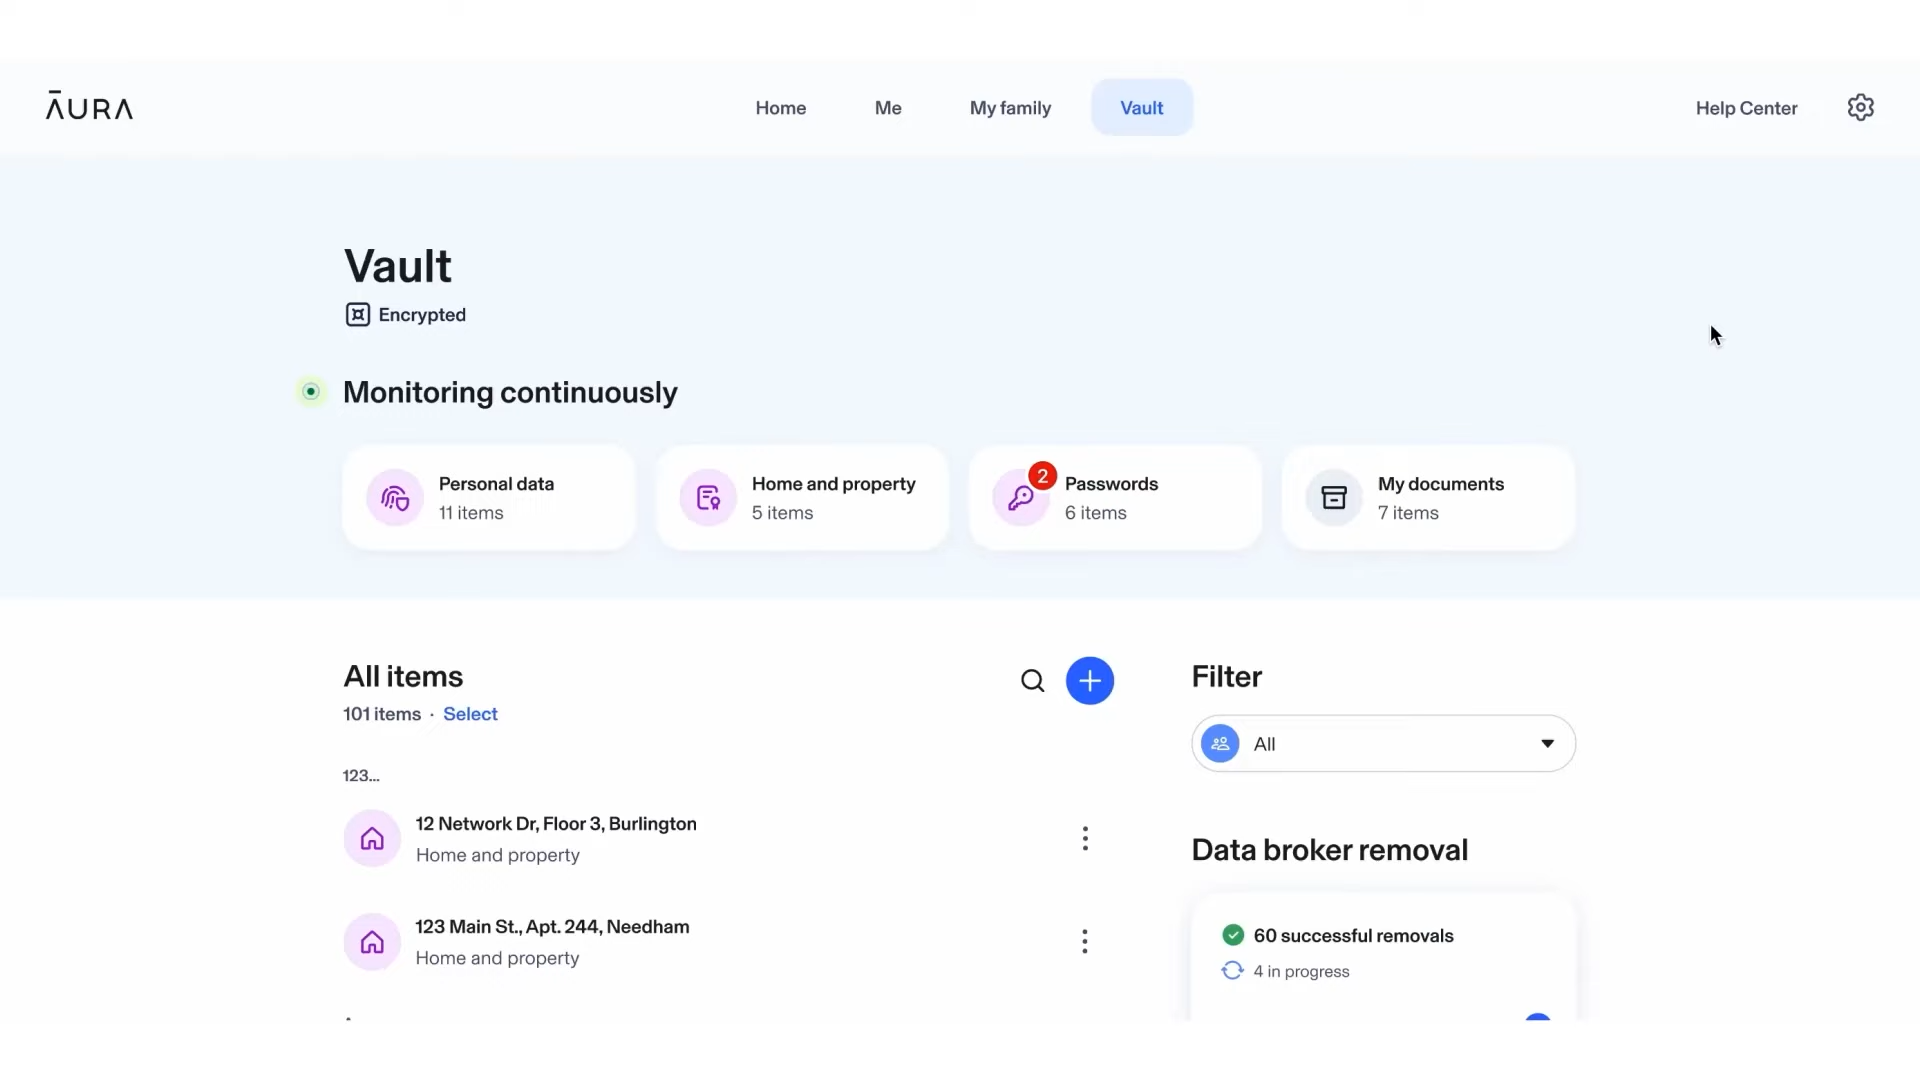 ĀURA
Home
Me
My family
Vault
Help Center
Vault
Encrypted
Monitoring continuously
Personal data
11 items
Home and property
5 items
2
Passwords
6 items
My documents
7 items
All items
101 items · Select
Filter
All
123...
12 Network Dr, Floor 3, Burlington
Home and property
123 Main St., Apt. 244, Needham
Home and property
Data broker removal
60 successful removals
4 in progress